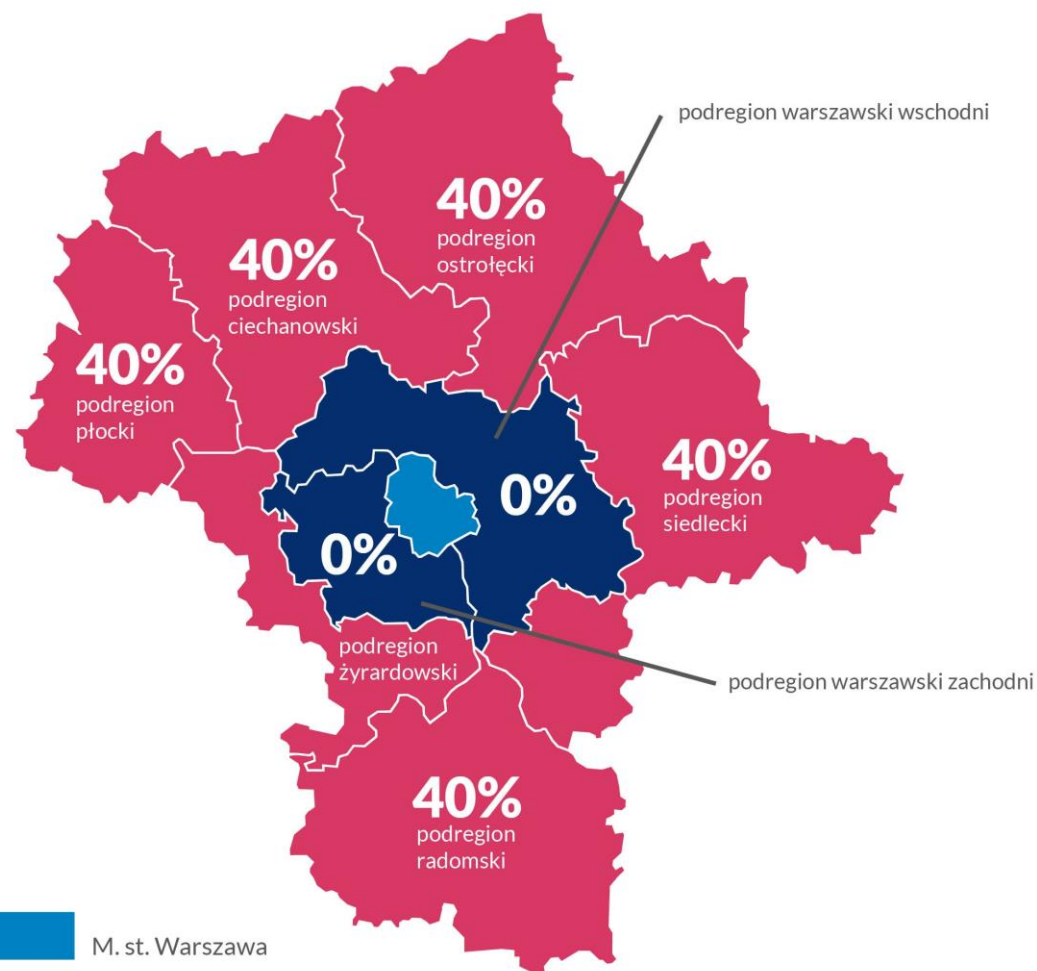 podregion warszawski wschodni
40%
podregion
ostrołęcki
40%
podregion
ciechanowski
40%
podregion
płocki
40%
podregion
siedlecki
0%
0%
podregion
żyrardowski
podregion warszawski zachodni
40%
podregion
radomski
M. st. Warszawa